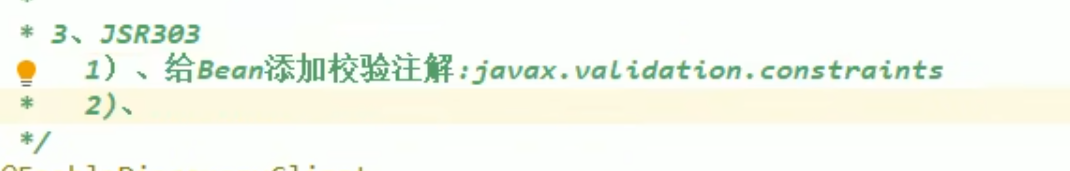 *
* 3、JSR303
1）、给Bean添加校验注解:javax.validation.constraints
* 2)、
*/